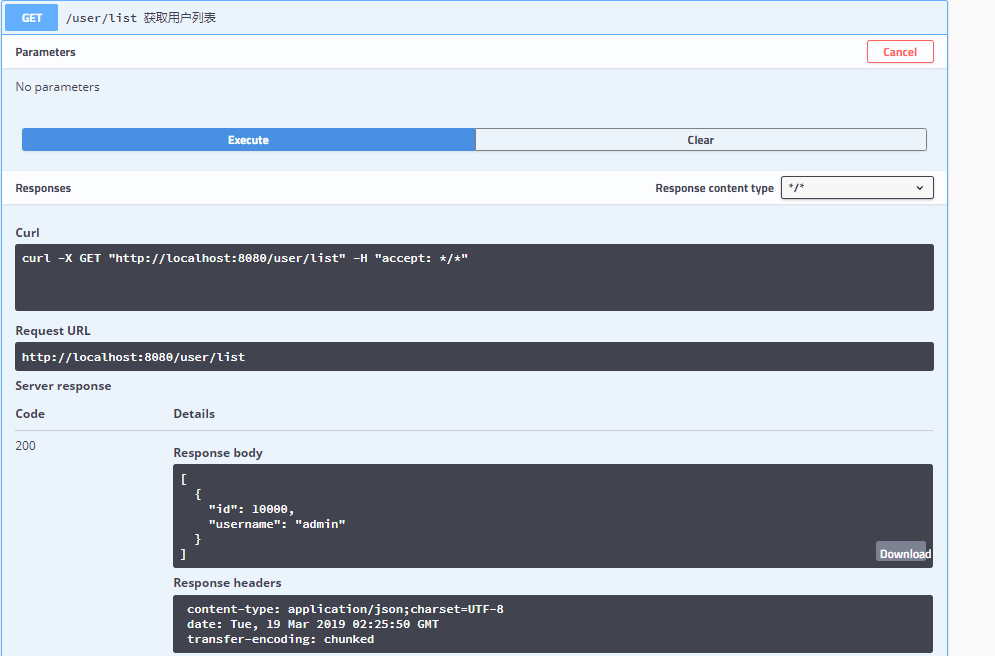 GET /user/list 获取用户列表
Parameters Cancel
No parameters
Execute Clear
Responses Response content type */*
Curl
curl -X GET "http://localhost:8080/user/list" -H "accept: */*"
Request URL
http://localhost:8080/user/list
Server response
Code Details
200
Response body
[
  {
    "id": 10000,
    "username": "admin"
  }
]
Download
Response headers
content-type: application/json;charset=UTF-8
date: Tue, 19 Mar 2019 02:25:50 GMT
transfer-encoding: chunked